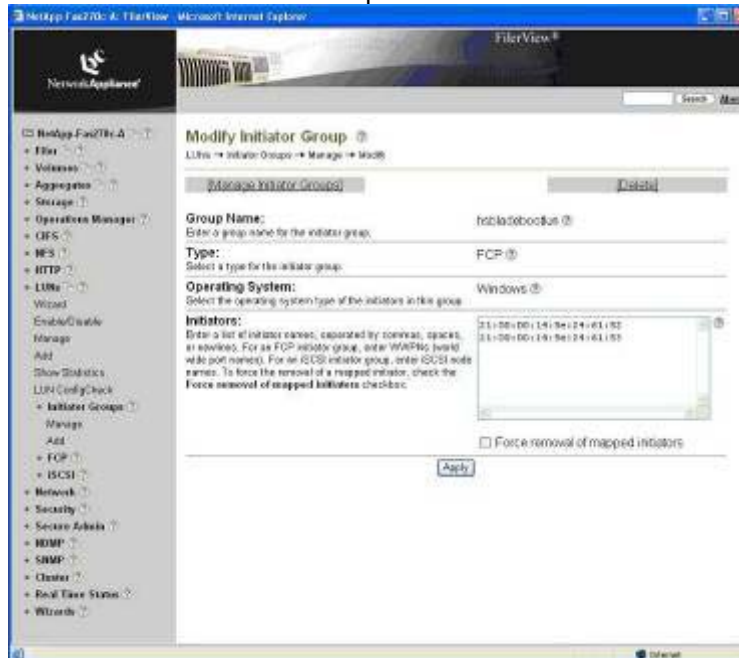 NetApp-Fas270c-A: FilerView - Microsoft Internet Explorer
FilerView®
NetworkAppliance®
Search
NetApp-Fas270c-A
Filer
Volumes
Aggregates
Storage
Operations Manager
CIFS
NFS
HTTP
LUNs
Wizard
Enable/Disable
Manage
Add
Show Statistics
LUN ConfigCheck
Initiator Groups
Manage
Add
FCP
iSCSI
Network
Security
Secure Admin
NDMP
SNMP
Cluster
Real Time Status
Wizards
Modify Initiator Group
LUNs → Initiator Groups → Manage → Modify
[Manage Initiator Groups]
[Delete]
Group Name:
Enter a group name for the initiator group.
Type:
Select a type for the initiator group.
FCP
Operating System:
Select the operating system type of the initiators in this group.
Windows
Initiators:
Enter a list of initiator names, separated by commas, spaces,
or newlines. For an FCP initiator group, enter WWPNs (world
wide port names). For an iSCSI initiator group, enter iSCSI node
names. To force the removal of a mapped initiator, check the
Force removal of mapped initiators checkbox.
Force removal of mapped initiators
Apply
Internet